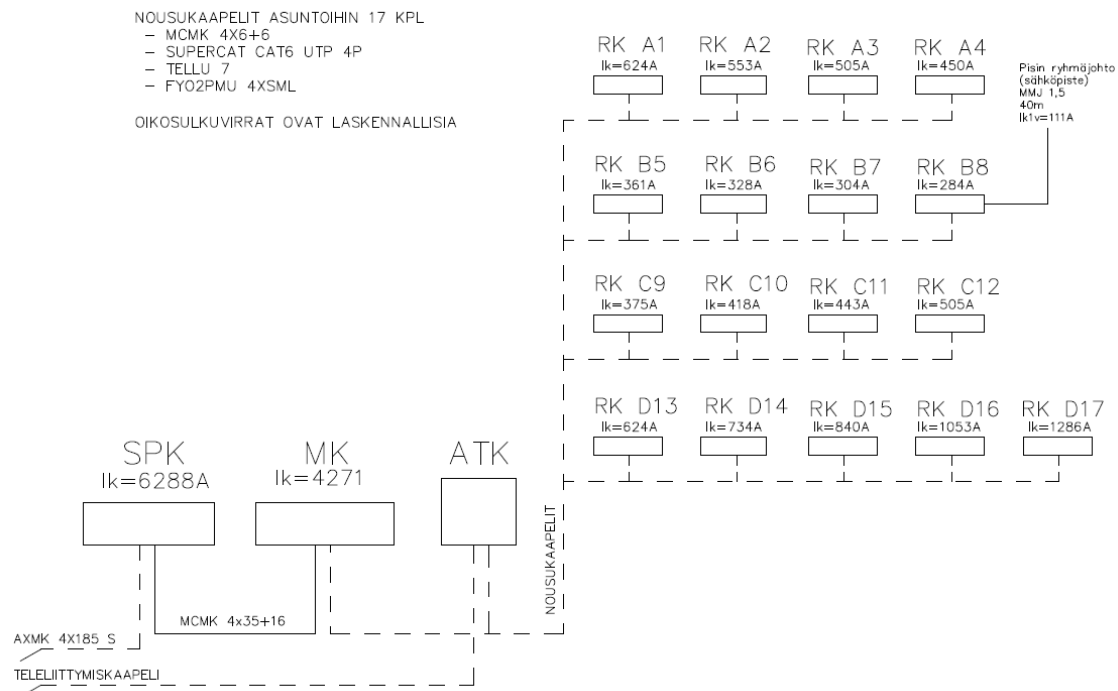 NOUSUKAAPELIT ASUNTOIHIN 17 KPL
– MCMK 4X6+6
– SUPERCAT CAT6 UTP 4P
– TELLU 7
– FYO2PMU 4XSML
OIKOSULKUVIRRAT OVAT LASKENNALLISIA
RK A1 RK A2 RK A3 RK A4
Ik=624A Ik=553A Ik=505A Ik=450A
Pisin ryhmäjohto
(sähköpiste)
MMJ 1,5
40m
Ik1v=111A
RK B5 RK B6 RK B7 RK B8
Ik=361A Ik=328A Ik=304A Ik=284A
RK C9 RK C10 RK C11 RK C12
Ik=375A Ik=418A Ik=443A Ik=505A
RK D13 RK D14 RK D15 RK D16 RK D17
Ik=624A Ik=734A Ik=840A Ik=1053A Ik=1286A
SPK MK ATK
Ik=6288A Ik=4271
NOUSUKAAPELIT
MCMK 4x35+16
AXMK 4X185 S
TELELIITTYMISKAAPELI